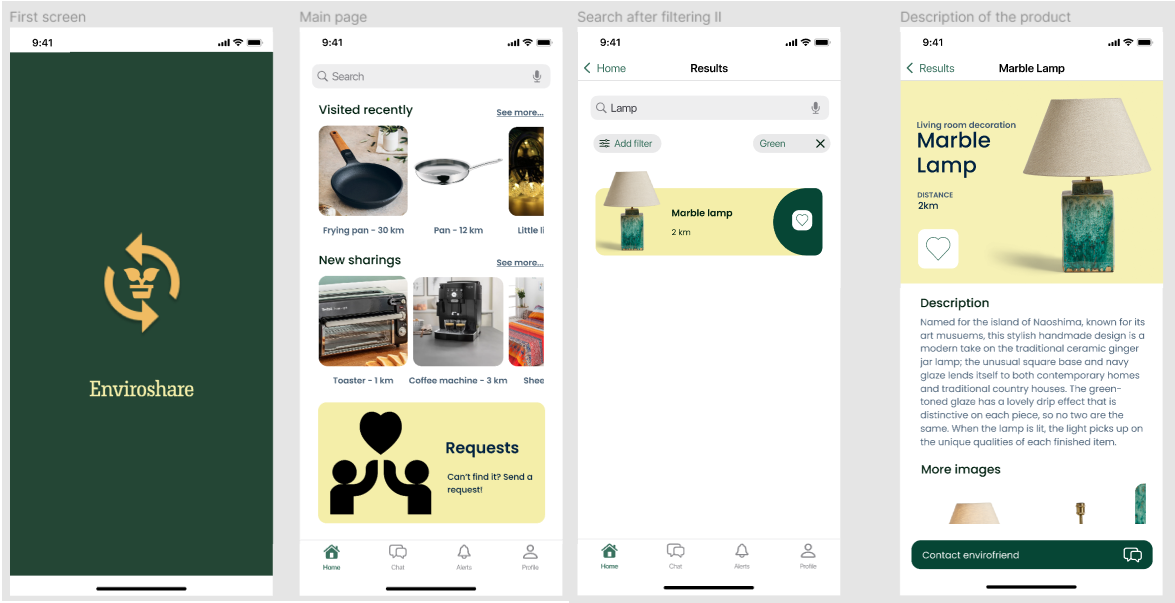 First screen
9:41
Enviroshare
Main page
9:41
Search
Visited recently
See more...
Frying pan - 30 km
Pan - 12 km
Little li
New sharings
See more...
Toaster - 1 km
Coffee machine - 3 km
Shee
Requests
Can't find it? Send a
request!
Home
Chat
Alerts
Profile
Search after filtering II
9:41
Home
Results
Lamp
Add filter
Green
Marble lamp
2 km
Home
Chat
Alerts
Profile
Description of the product
9:41
Results
Marble Lamp
Living room decoration
Marble
Lamp
DISTANCE
2km
Description
Named for the island of Naoshima, known for its
art musuems, this stylish handmade design is a
modern take on the traditional ceramic ginger
jar lamp; the unusual square base and navy
glaze lends itself to both contemporary homes
and traditional country houses. The green-
toned glaze has a lovely drip effect that is
distinctive on each piece, so no two are the
same. When the lamp is lit, the light picks up on
the unique qualities of each finished item.
More images
Contact envirofriend